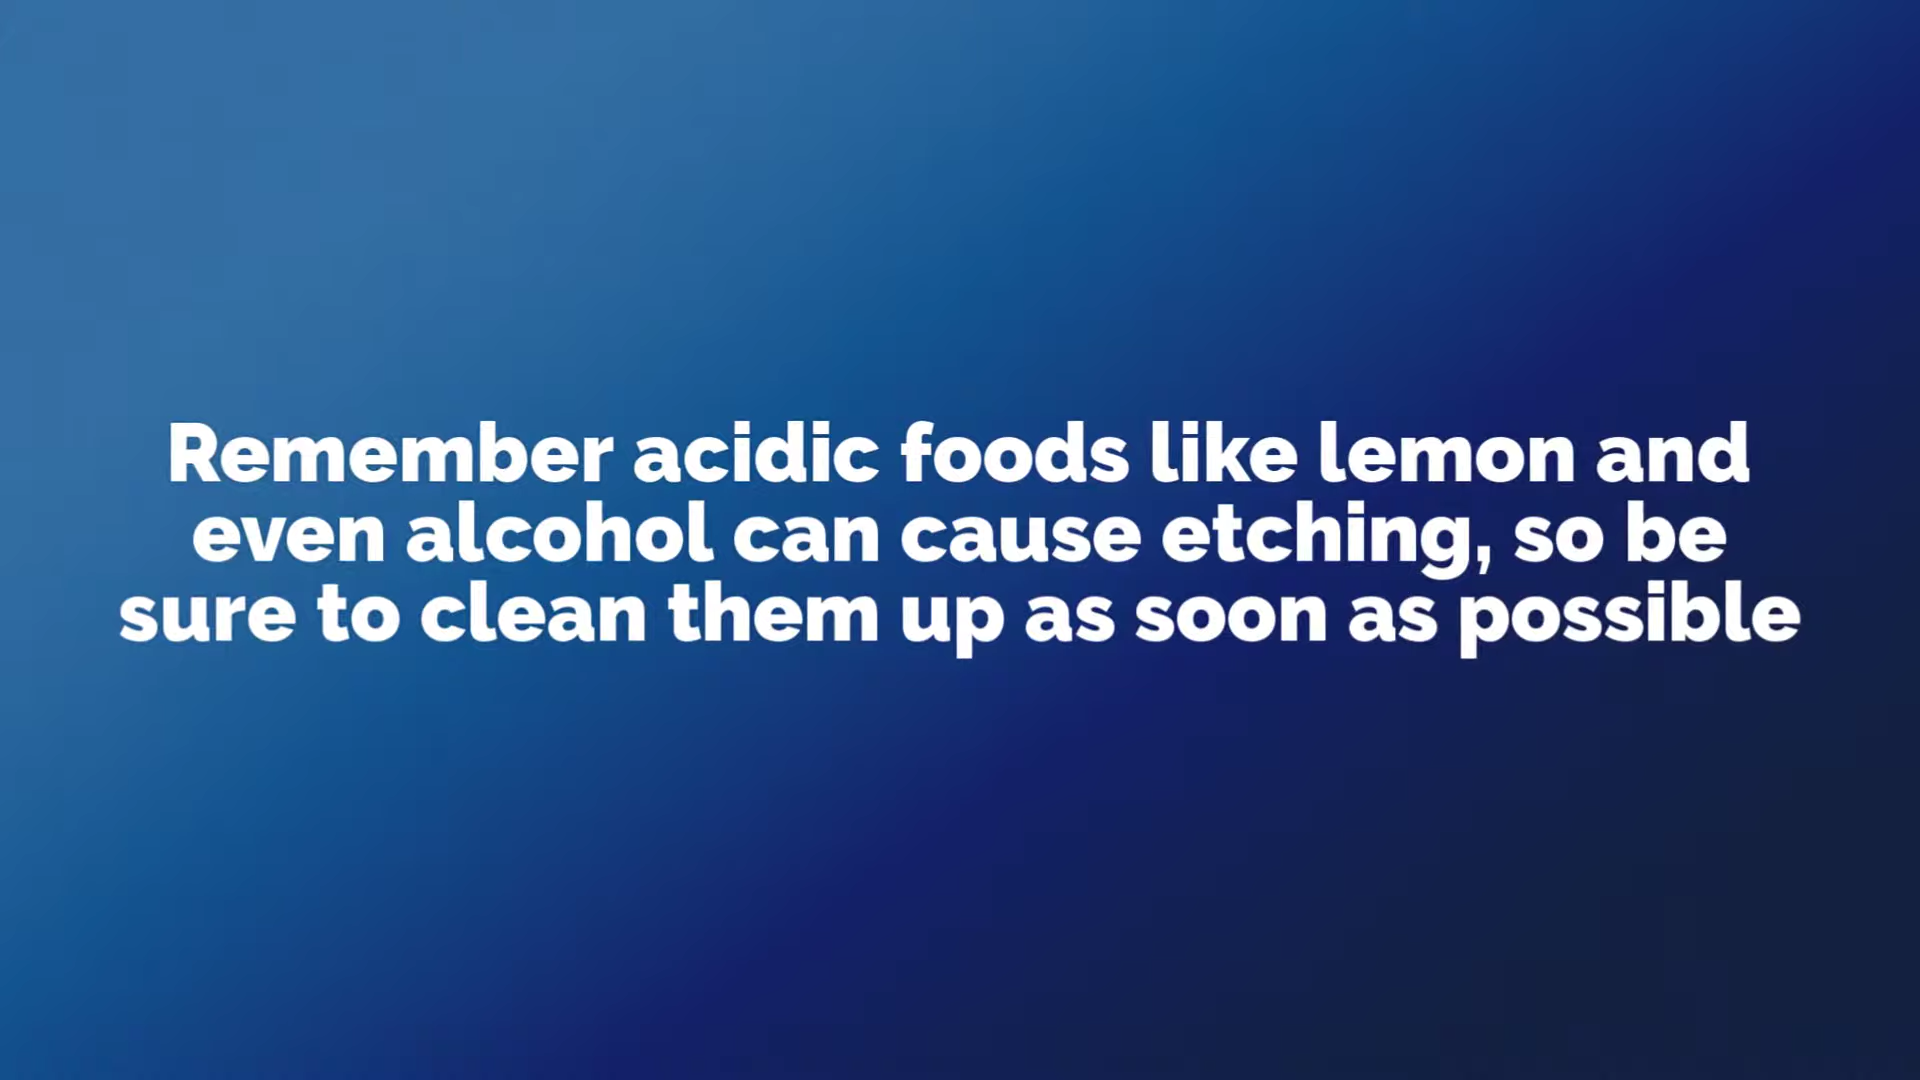 Remember acidic foods like lemon and
even alcohol can cause etching, so be
sure to clean them up as soon as possible